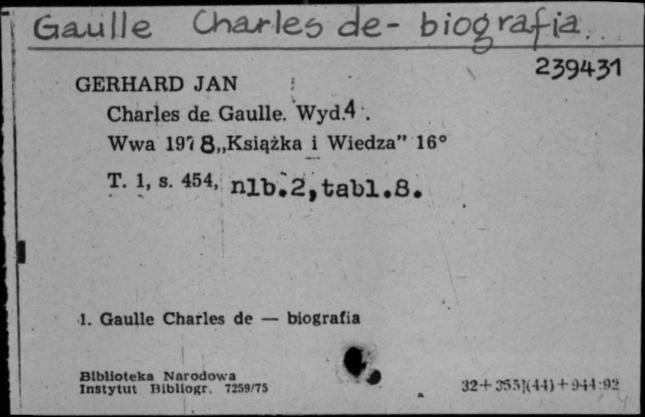 Gaulle Charles de - biografia
239431
GERHARD JAN
Charles de Gaulle. Wyd.4.
Wwa 1978 „Książka i Wiedza” 16°
T. 1, s. 454, nlb.2, tabl.8.
1. Gaulle Charles de — biografia
Biblioteka Narodowa
Instytut Bibliogr. 7259/75
32+355](44)+944:92